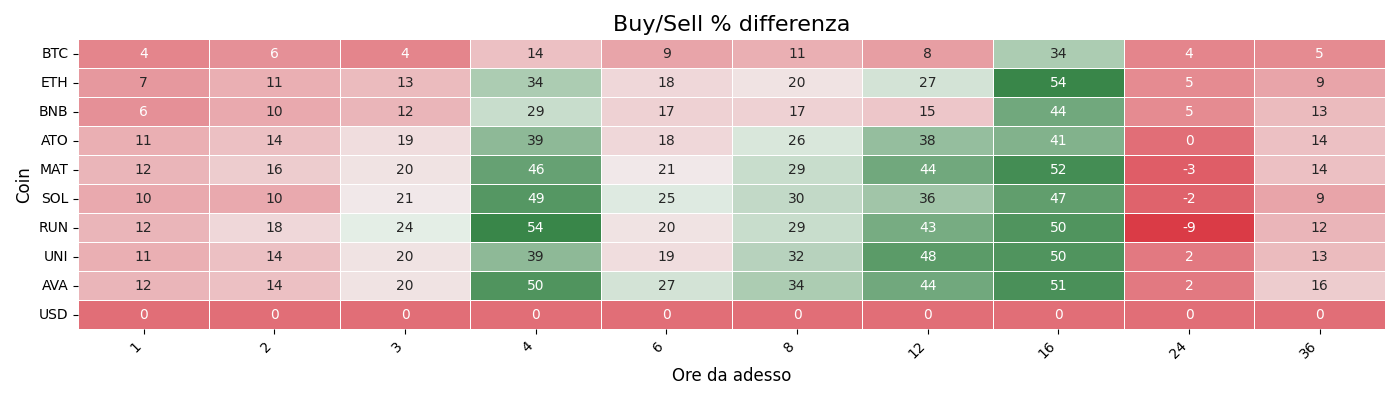 Buy/Sell % differenza
Coin
BTC 4 6 4 14 9 11 8 34 4 5
ETH 7 11 13 34 18 20 27 54 5 9
BNB 6 10 12 29 17 17 15 44 5 13
ATO 11 14 19 39 18 26 38 41 0 14
MAT 12 16 20 46 21 29 44 52 -3 14
SOL 10 10 21 49 25 30 36 47 -2 9
RUN 12 18 24 54 20 29 43 50 -9 12
UNI 11 14 20 39 19 32 48 50 2 13
AVA 12 14 20 50 27 34 44 51 2 16
USD 0 0 0 0 0 0 0 0 0 0
1 2 3 4 6 8 12 16 24 36
Ore da adesso